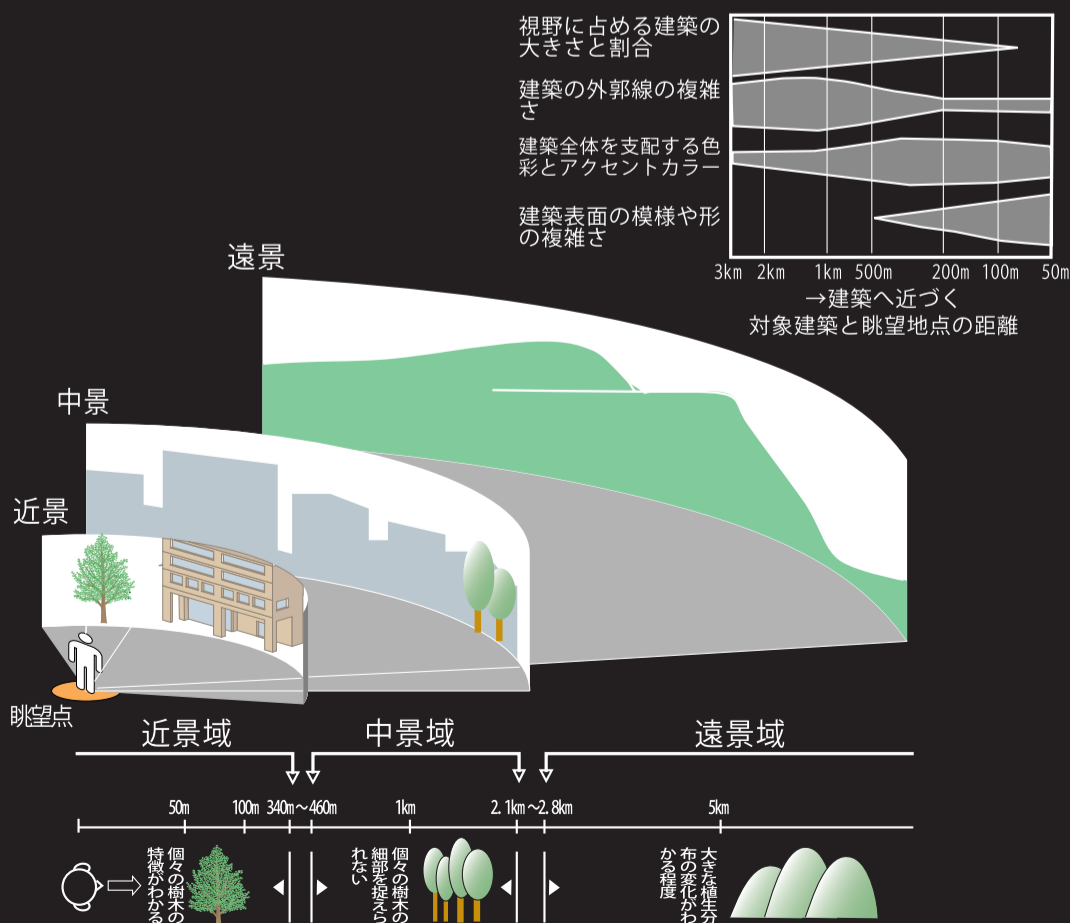 視野に占める建築の
大きさと割合
建築の外郭線の複雑
さ
建築全体を支配する色
彩とアクセントカラー
建築表面の模様や形
の複雑さ
3km 2km 1km 500m 200m 100m 50m
→建築へ近づく
対象建築と眺望地点の距離
遠景
中景
近景
眺望点
近景域 中景域 遠景域
50m 100m 340m～460m 1km 2.1km～2.8km 5km
個々の樹木の
特徴がわかる
個々の樹木の
細部を捉えら
れない
大きな植生分
布の変化がわ
かる程度